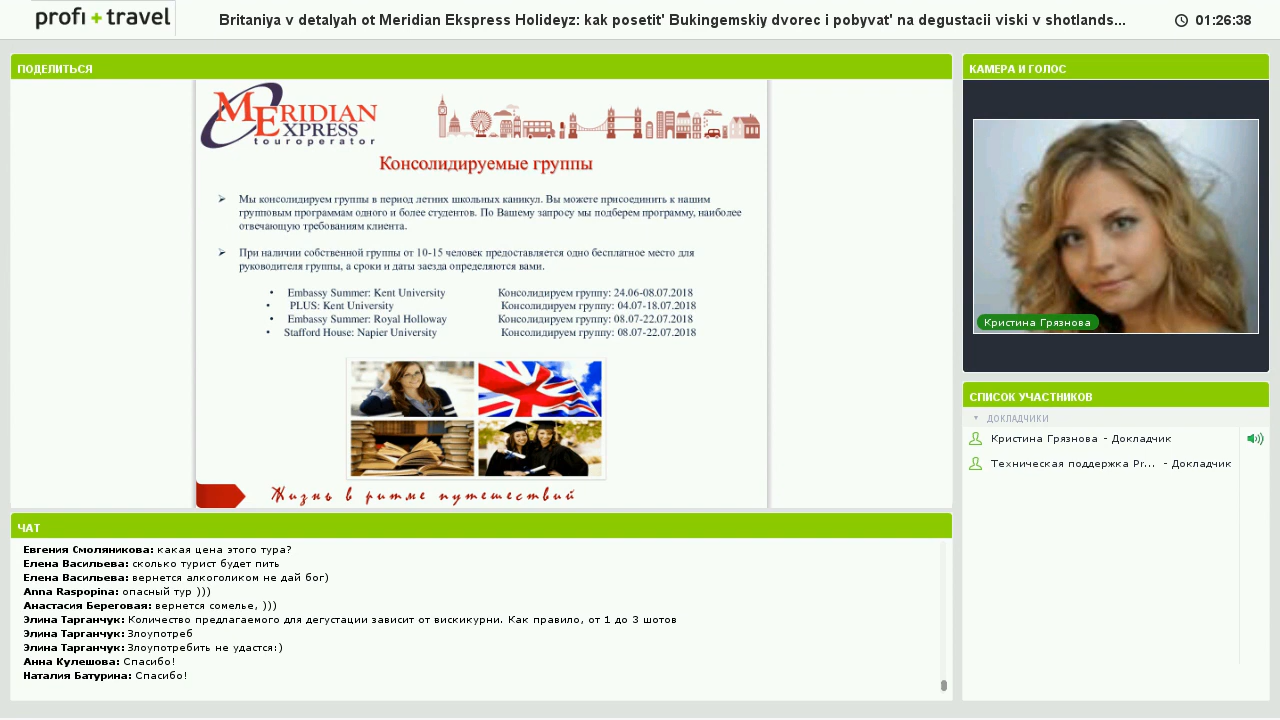 profi + travel
Britaniya v detalyah ot Meridian Ekspress Holideyz: kak posetit' Bukingemskiy dvorec i pobyvat' na degustacii viski v shotlands...
01:26:38
ПОДЕЛИТЬСЯ
MERIDIAN
EXPRESS
touroperator
Консолидируемые группы
Мы консолидируем группы в период летних школьных каникул. Вы можете присоединить к нашим
групповым программам одного и более студентов. По Вашему запросу мы подберем программу, наиболее
отвечающую требованиям клиента.
При наличии собственной группы от 10-15 человек предоставляется одно бесплатное место для
руководителя группы, а сроки и даты заезда определяются вами.
• Embassy Summer: Kent University Консолидируем группу: 24.06-08.07.2018
• PLUS: Kent University Консолидируем группу: 04.07-18.07.2018
• Embassy Summer: Royal Holloway Консолидируем группу: 08.07-22.07.2018
• Stafford House: Napier University Консолидируем группу: 08.07-22.07.2018
Жизнь в ритме путешествий
КАМЕРА И ГОЛОС
Кристина Грязнова
СПИСОК УЧАСТНИКОВ
ДОКЛАДЧИКИ
Кристина Грязнова - Докладчик
Техническая поддержка Pr... - Докладчик
ЧАТ
Евгения Смоляникова: какая цена этого тура?
Елена Васильева: сколько турист будет пить
Елена Васильева: вернется алкоголиком не дай бог)
Anna Raspopina: опасный тур )))
Анастасия Береговая: вернется сомелье, )))
Элина Тарганчук: Количество предлагаемого для дегустации зависит от вискикурни. Как правило, от 1 до 3 шотов
Элина Тарганчук: Злоупотреб
Элина Тарганчук: Злоупотребить не удастся:)
Анна Кулешова: Спасибо!
Наталия Батурина: Спасибо!